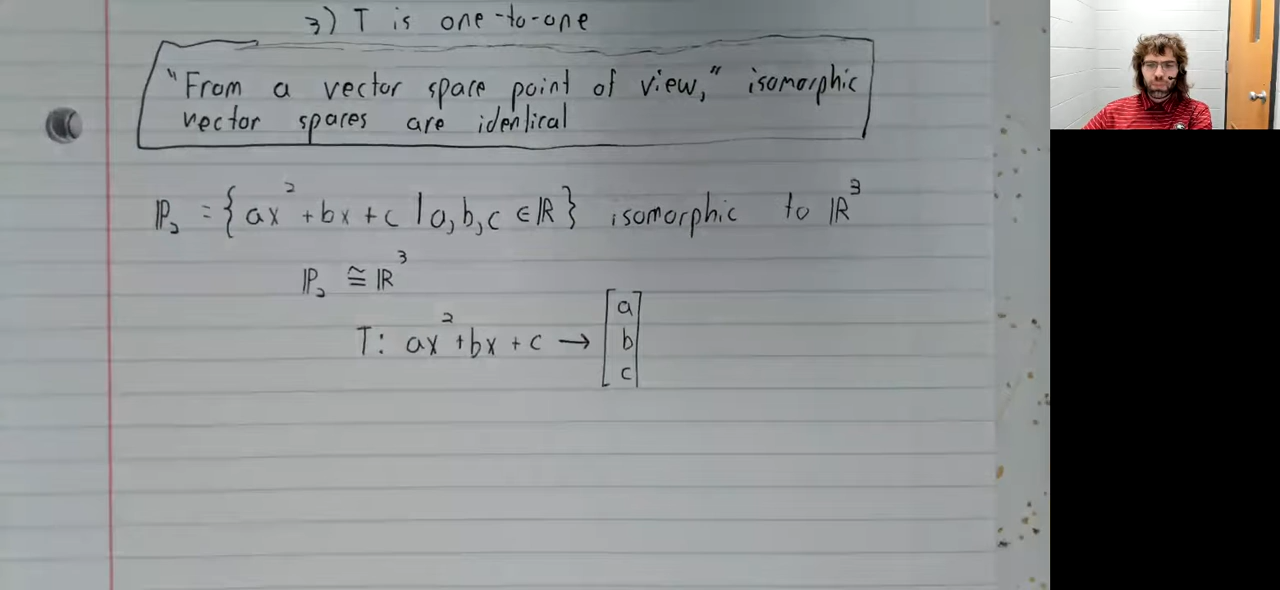 3) T is one-to-one
"From a vector space point of view," isomorphic
vector spaces are identical
ℙ₂ = {ax² + bx + c | a, b, c ∈ ℝ} isomorphic to ℝ³
ℙ₂ ≅ ℝ³
T: ax² + bx + c → [a
b
c]